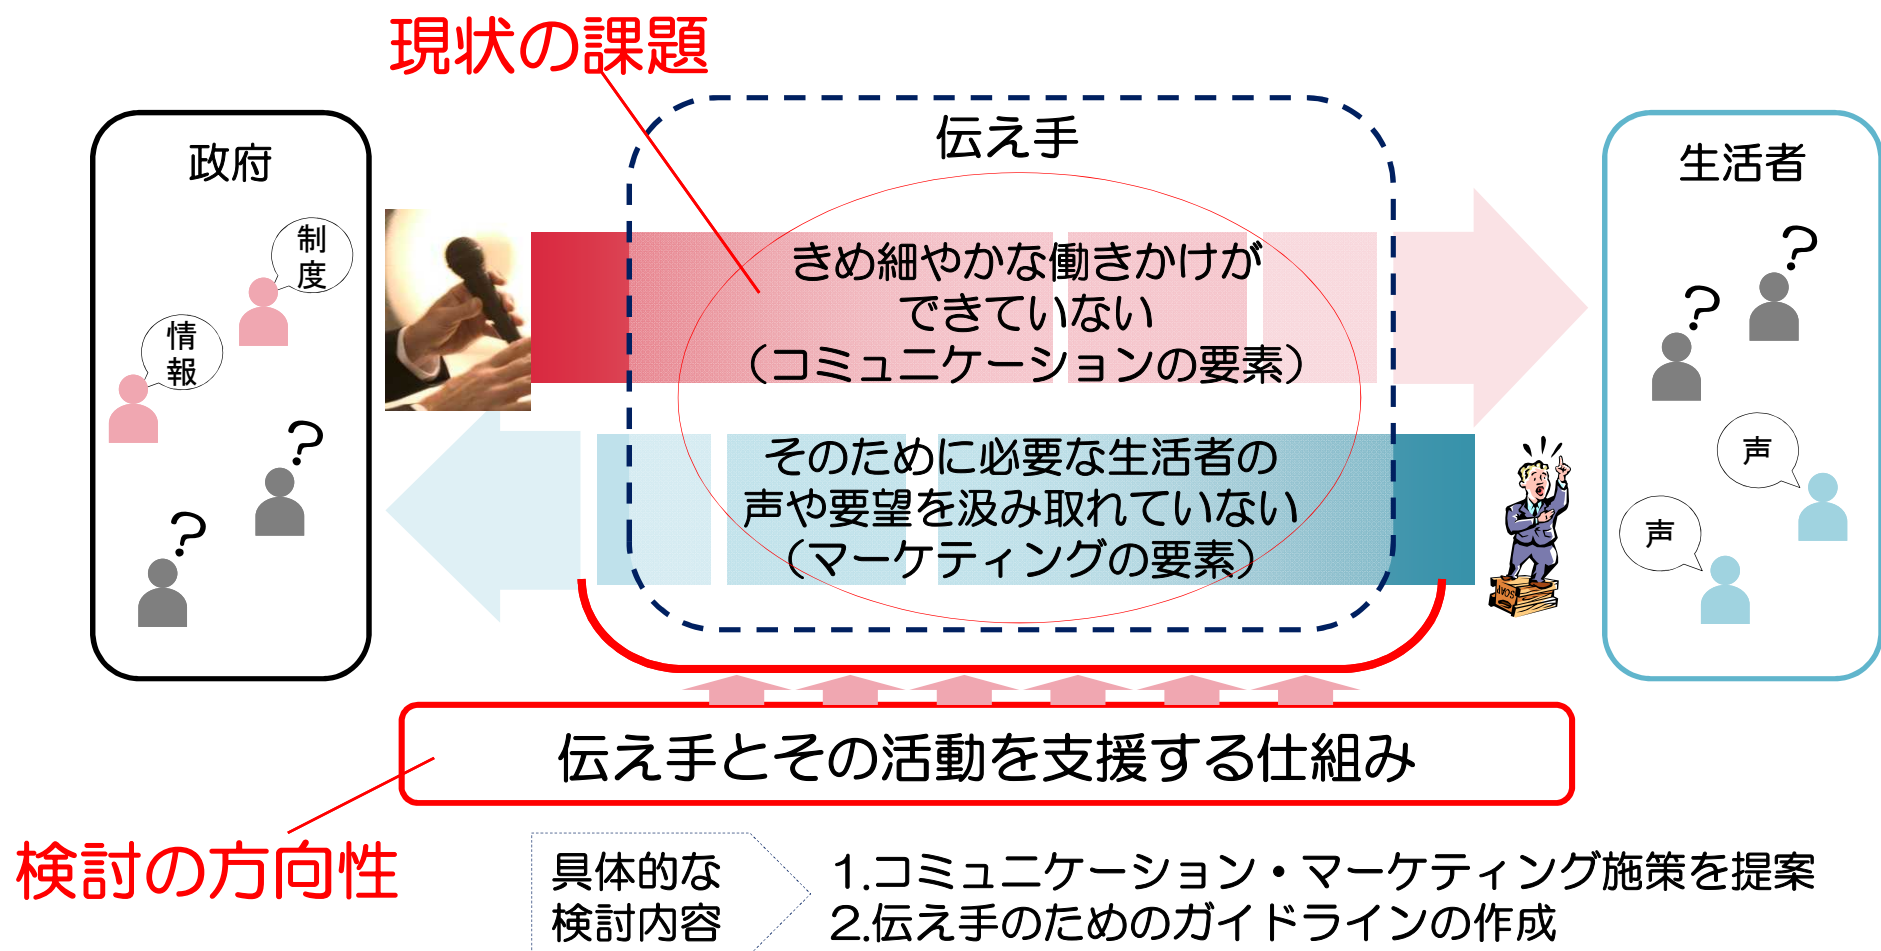 現状の課題
伝え手
政府
生活者
制
度
情
報
?
?
?
?
声
声
きめ細やかな働きかけが
できていない
（コミュニケーションの要素）
そのために必要な生活者の
声や要望を汲み取れていない
（マーケティングの要素）
SOAP
伝え手とその活動を支援する仕組み
検討の方向性
具体的な
検討内容
1.コミュニケーション・マーケティング施策を提案
2.伝え手のためのガイドラインの作成